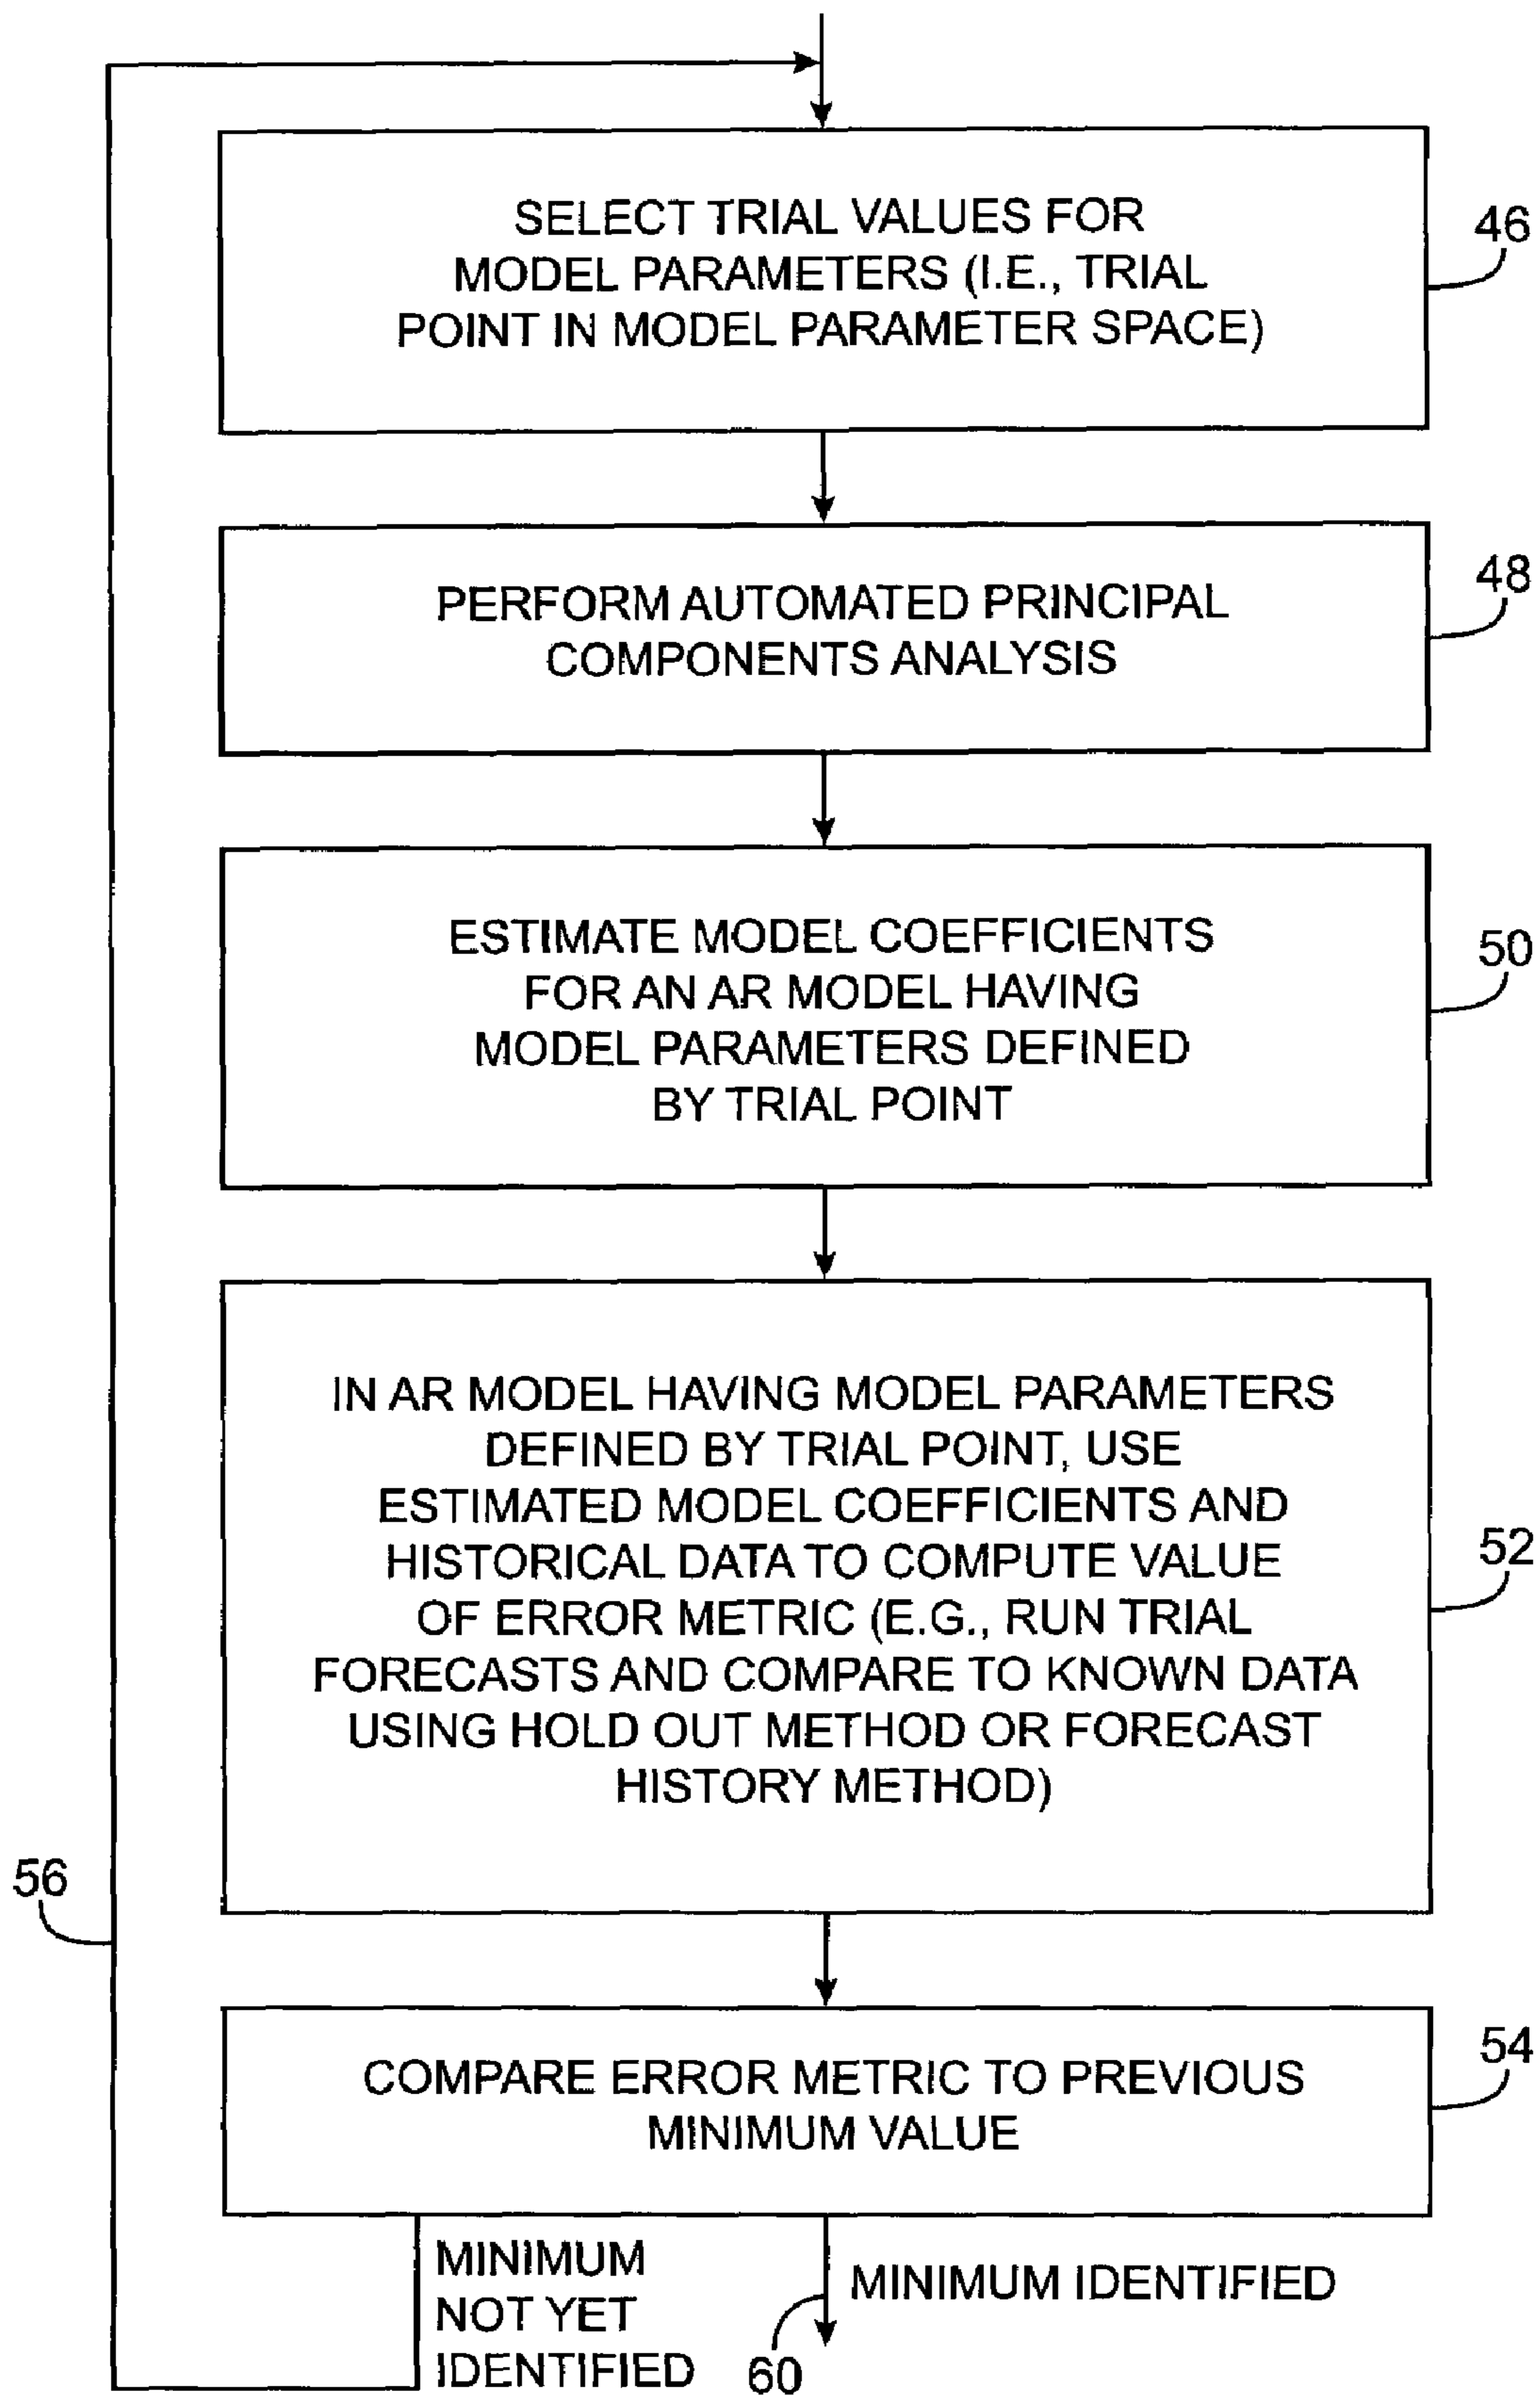 SELECT TRIAL VALUES FOR
MODEL PARAMETERS (I.E., TRIAL
POINT IN MODEL PARAMETER SPACE)
46
PERFORM AUTOMATED PRINCIPAL
COMPONENTS ANALYSIS
48
ESTIMATE MODEL COEFFICIENTS
FOR AN AR MODEL HAVING
MODEL PARAMETERS DEFINED
BY TRIAL POINT
50
IN AR MODEL HAVING MODEL PARAMETERS
DEFINED BY TRIAL POINT, USE
ESTIMATED MODEL COEFFICIENTS AND
HISTORICAL DATA TO COMPUTE VALUE
OF ERROR METRIC (E.G., RUN TRIAL
FORECASTS AND COMPARE TO KNOWN DATA
USING HOLD OUT METHOD OR FORECAST
HISTORY METHOD)
52
56
COMPARE ERROR METRIC TO PREVIOUS
MINIMUM VALUE
54
MINIMUM
NOT YET
IDENTIFIED
MINIMUM IDENTIFIED
60